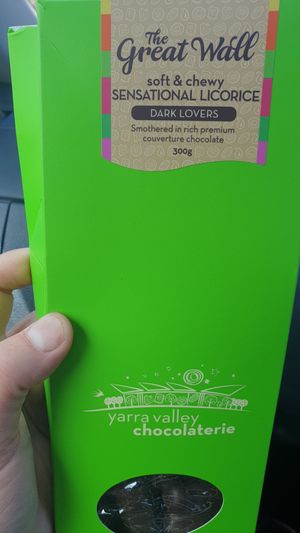 The
Great Wall
soft & chewy
SENSATIONAL LICORICE
DARK LOVERS
Smothered in rich premium
couverture chocolate
300g
yarra valley
chocolaterie